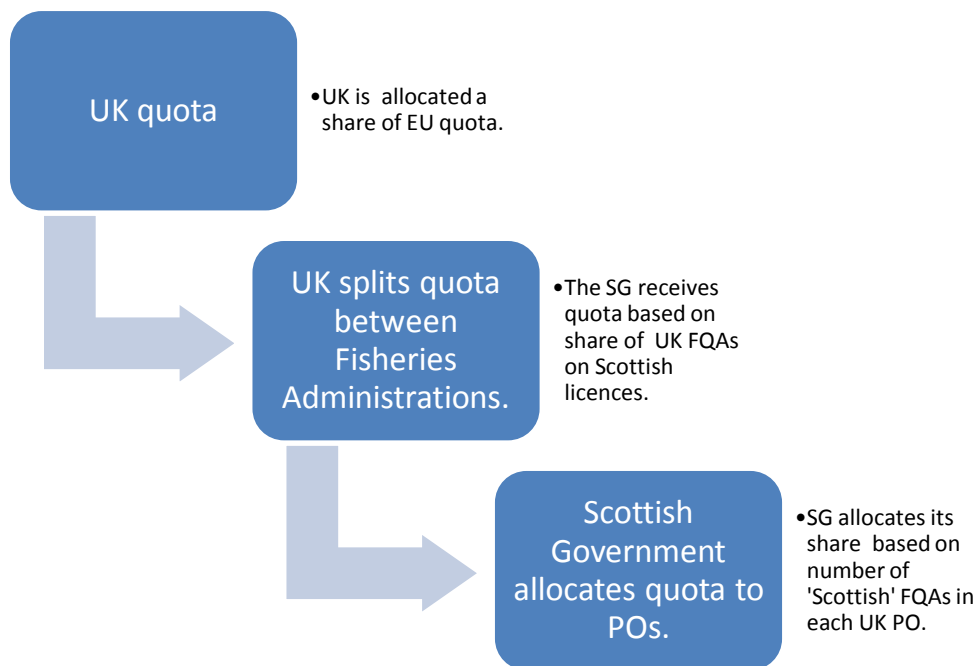 UK quota
•UK is allocated a
share of EU quota.
UK splits quota
between
Fisheries
Administrations.
•The SG receives
quota based on
share of UK FQAs
on Scottish
licences.
Scottish
Government
allocates quota to
POs.
•SG allocates its
share based on
number of
'Scottish' FQAs in
each UK PO.